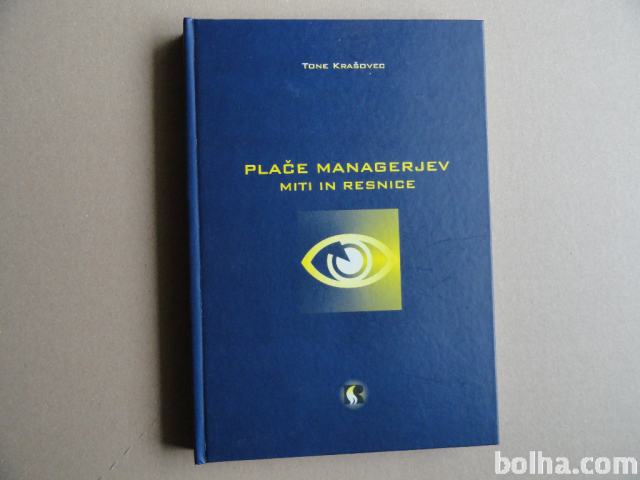 TONE KRAŠOVEC
PLAČE MANAGERJEV
MITI IN RESNICE
bolha.com